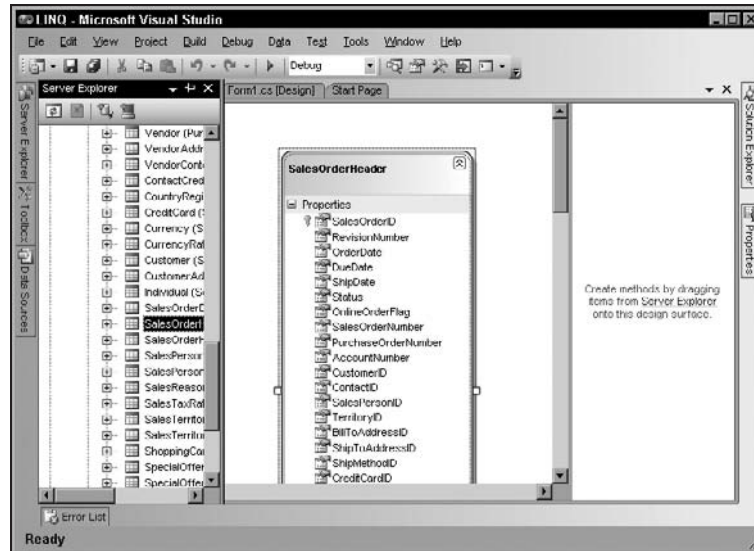 LINQ - Microsoft Visual Studio
File Edit View Project Build Debug Data Test Tools Window Help
Debug
Server Explorer
Form1.cs [Design] Start Page
Server Explorer
Toolbox
Data Sources
Vendor (Pur
VendorAddr
VendorCont
ContactCred
CountryRegi
CreditCard (S
Currency (S
CurrencyRat
Customer (S
CustomerAd
Individual (Sa
SalesOrderD
SalesOrderH
SalesOrderH
SalesPerson
SalesPerson
SalesReason
SalesTaxRat
SalesTerrito
SalesTerrito
ShoppingCar
SpecialOffer
SpecialOffer
SalesOrderHeader
Properties
SalesOrderID
RevisionNumber
OrderDate
DueDate
ShipDate
Status
OnlineOrderFlag
SalesOrderNumber
PurchaseOrderNumber
AccountNumber
CustomerID
ContactID
SalesPersonID
TerritoryID
BillToAddressID
ShipToAddressID
ShipMethodID
CreditCardID
Create methods by dragging
items from Server Explorer
onto this design surface.
Solution Explorer
Properties
Error List
Ready